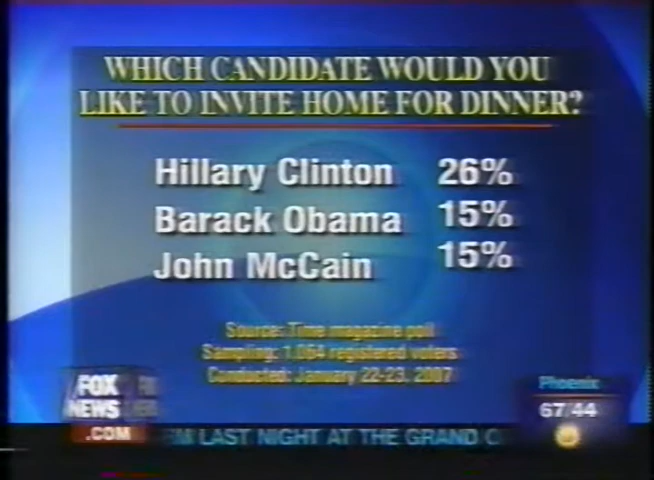 WHICH CANDIDATE WOULD YOU
LIKE TO INVITE HOME FOR DINNER?
Hillary Clinton 26%
Barack Obama 15%
John McCain 15%
Source: Time magazine poll
Sampling: 1,064 registered voters
Conducted: January 22-23, 2007
FOX
NEWS
.COM
Phoenix
67/44
M LAST NIGHT AT THE GRAND C